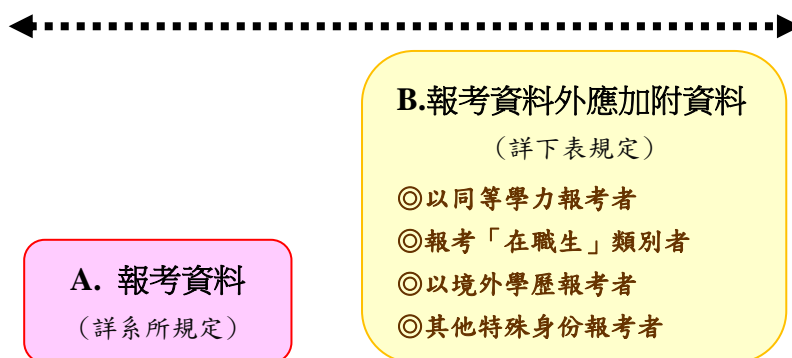 B.報考資料外應加附資料
（詳下表規定）
◎以同等學力報考者
◎報考「在職生」類別者
◎以境外學歷報考者
◎其他特殊身份報考者
A. 報考資料
（詳系所規定）